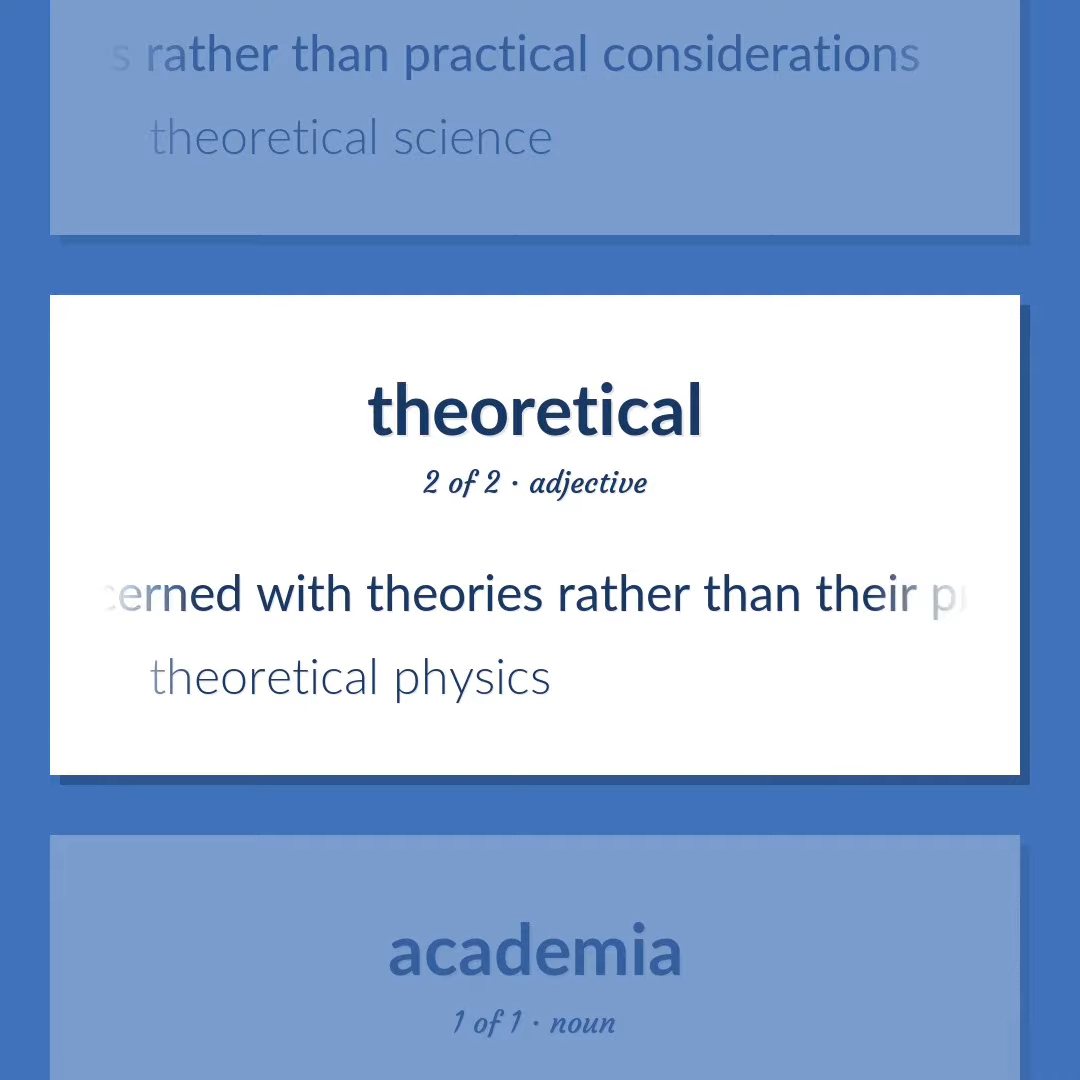 rather than practical considerations
theoretical science
theoretical
2 of 2 · adjective
cerned with theories rather than their
theoretical physics
academia
1 of 1 · noun